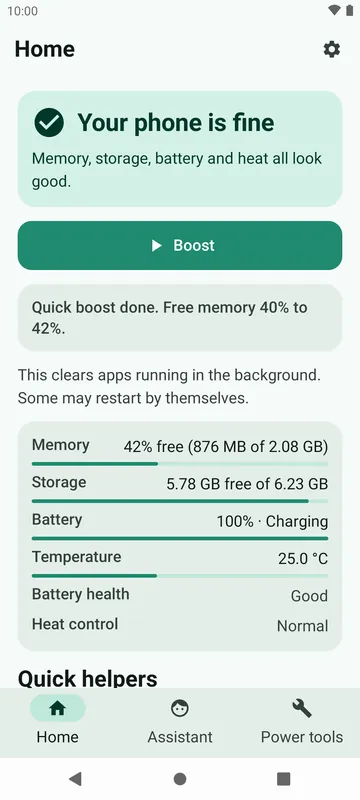 10:00
Home
Your phone is fine
Memory, storage, battery and heat all look
good.
Boost
Quick boost done. Free memory 40% to
42%.
This clears apps running in the background.
Some may restart by themselves.
Memory 42% free (876 MB of 2.08 GB)
Storage 5.78 GB free of 6.23 GB
Battery 100% · Charging
Temperature 25.0 °C
Battery health Good
Heat control Normal
Quick helpers
Home Assistant Power tools